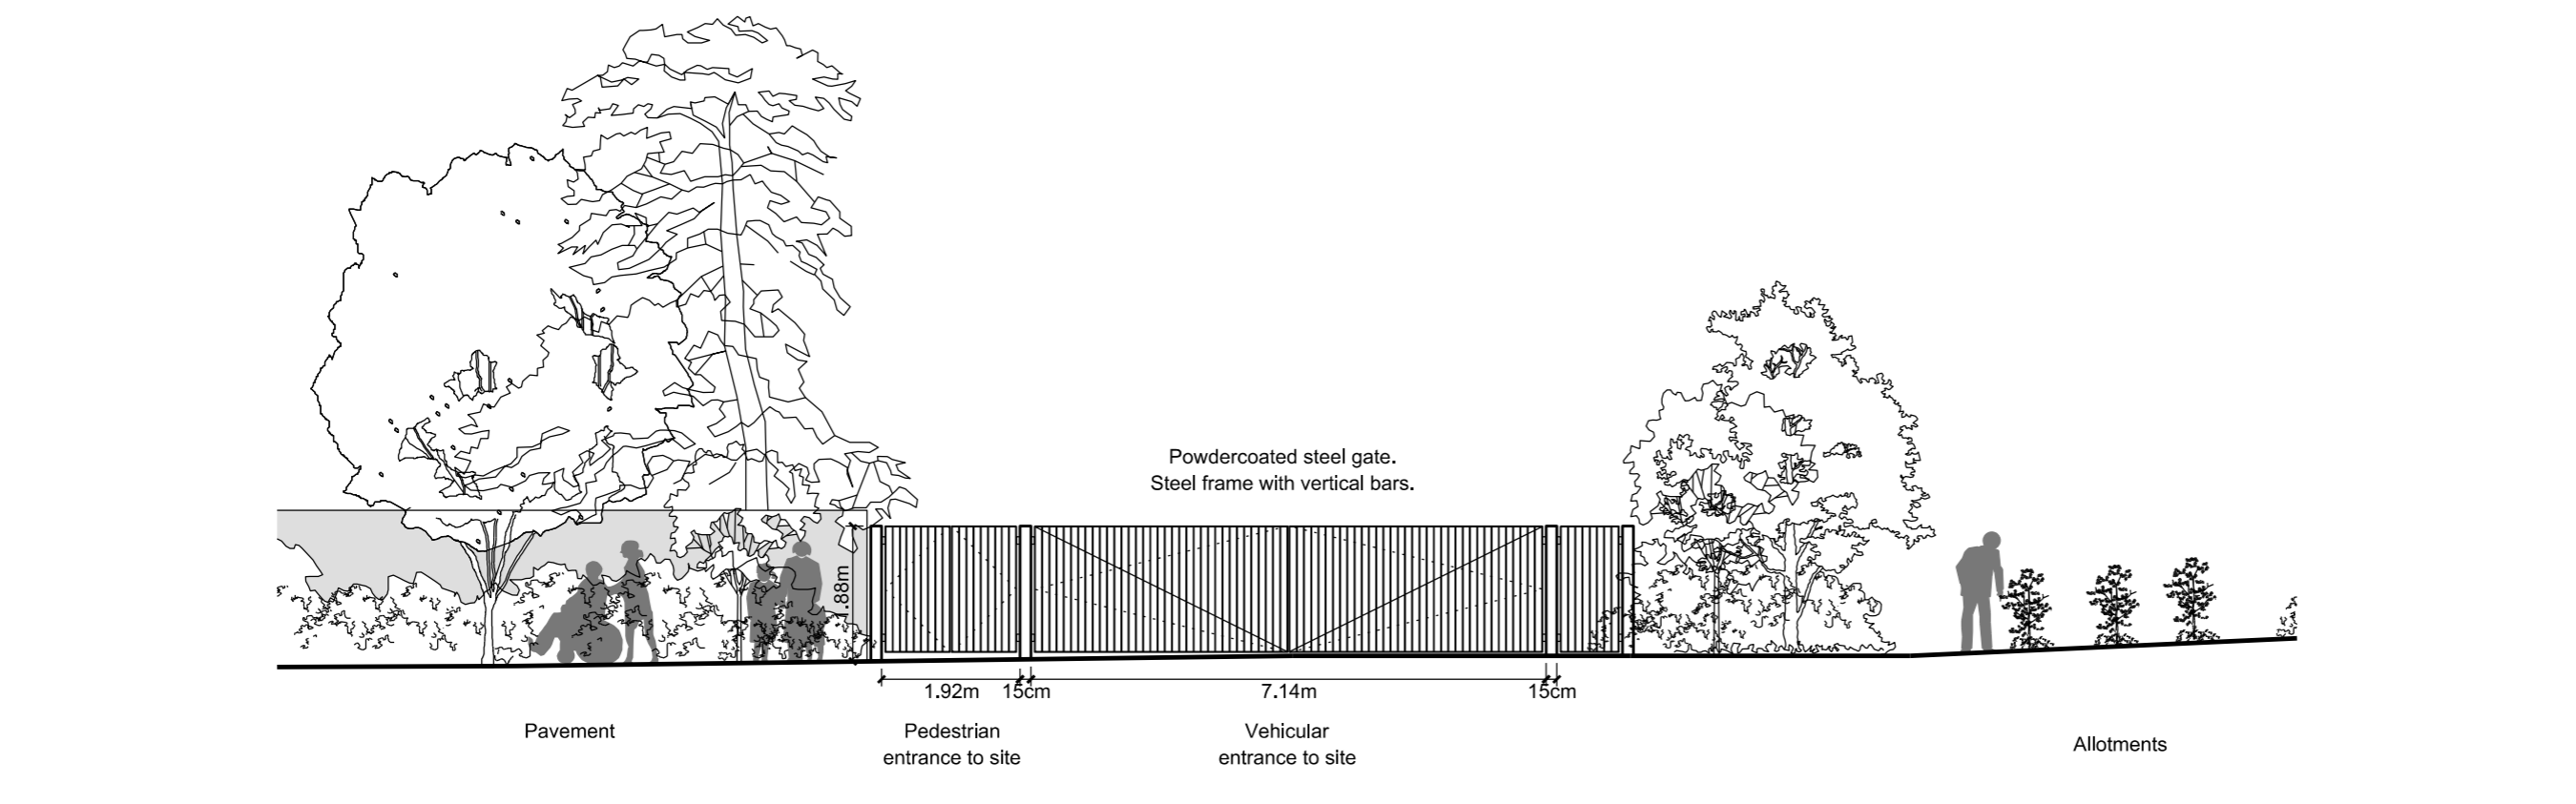 Powdercoated steel gate.
Steel frame with vertical bars.
1.88m
1.92m
15cm
7.14m
15cm
Pavement
Pedestrian
entrance to site
Vehicular
entrance to site
Allotments